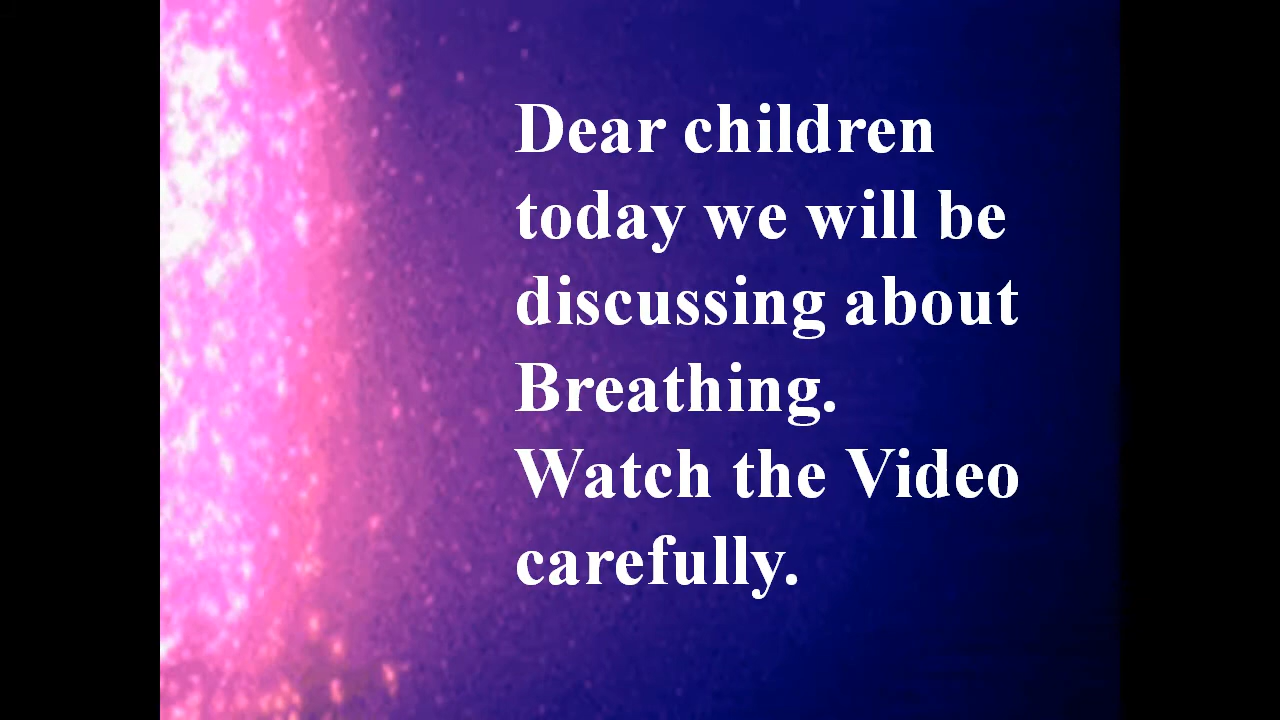 Dear children
today we will be
discussing about
Breathing.
Watch the Video
carefully.